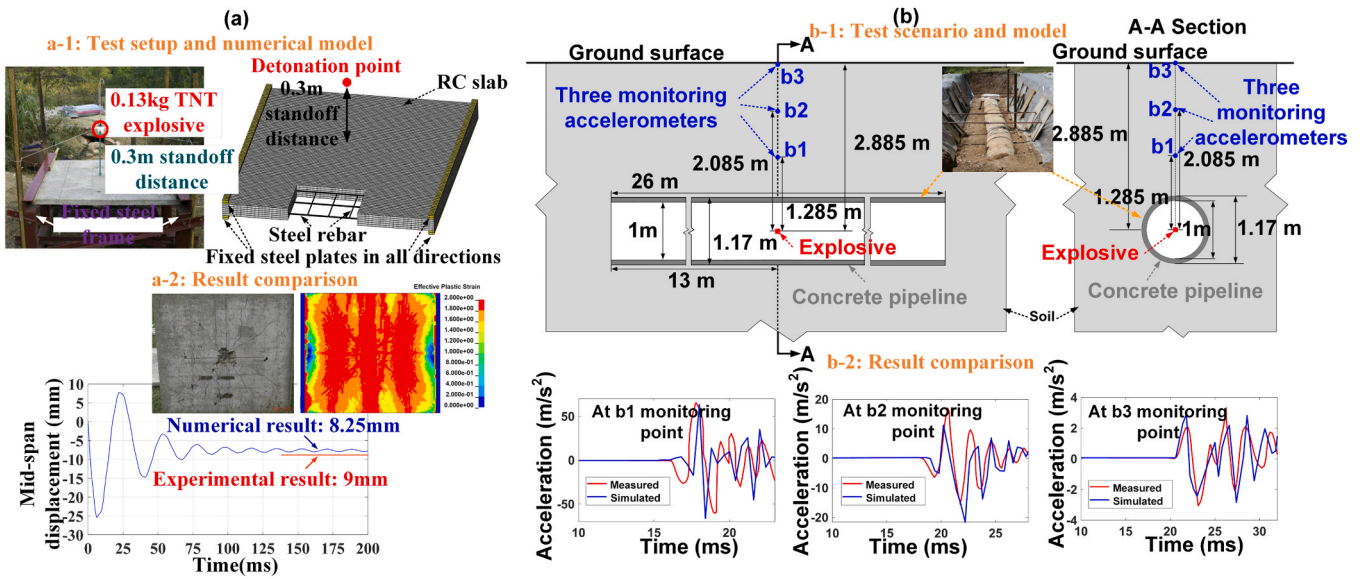 (a)
a-1: Test setup and numerical model
0.13kg TNT
explosive
0.3m standoff
distance
Fixed steel
frame
Detonation point
0.3m
standoff
distance
RC slab
Steel rebar
Fixed steel plates in all directions
a-2: Result comparison
Effective Plastic Strain
2.000e+00
1.800e+00
1.600e+00
1.400e+00
1.200e+00
1.000e+00
8.000e-01
6.000e-01
4.000e-01
2.000e-01
0.000e+00
Mid-span
displacement (mm)
10
5
0
-5
-10
-15
-20
-25
-30
Numerical result: 8.25mm
Experimental result: 9mm
0 25 50 75 100 125 150 175 200
Time(ms)
(b)
b-1: Test scenario and model
A
Ground surface
b3
Three monitoring
accelerometers
b2
b1
2.085 m
2.885 m
26 m
1.285 m
1m
1.17 m
Explosive
13 m
Concrete pipeline
A
Soil
A-A Section
Ground surface
b3
Three
b2
monitoring
accelerometers
b1
2.885 m
2.085 m
1.285 m
1m
1.17 m
Explosive
Concrete pipeline
b-2: Result comparison
Acceleration (m/s²)
50
0
-50
At b1 monitoring
point
Measured
Simulated
10 15 20
Time (ms)
Acceleration (m/s²)
20
10
0
-10
-20
At b2 monitoring
point
Measured
Simulated
10 15 20 25
Time (ms)
Acceleration (m/s²)
4
2
0
-2
-4
At b3 monitoring
point
Measured
Simulated
10 15 20 25 30
Time (ms)